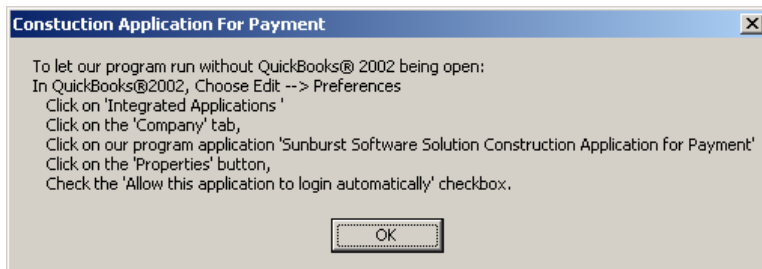 Constuction Application For Payment
To let our program run without QuickBooks® 2002 being open:
In QuickBooks®2002, Choose Edit --> Preferences
Click on 'Integrated Applications '
Click on the 'Company' tab,
Click on our program application 'Sunburst Software Solution Construction Application for Payment'
Click on the 'Properties' button,
Check the 'Allow this application to login automatically' checkbox.
OK